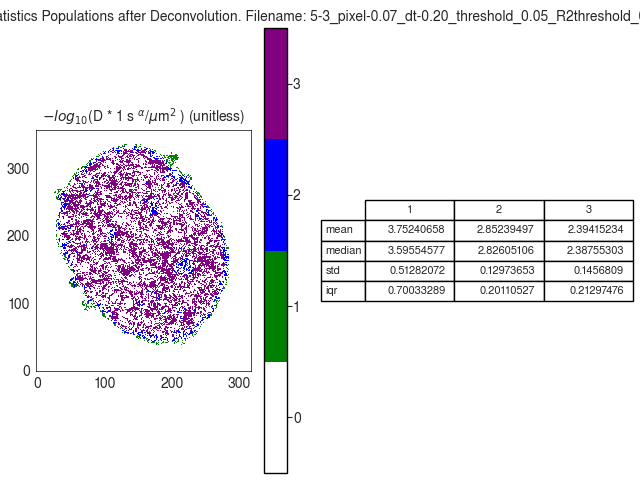 atistics Populations after Deconvolution. Filename: 5-3_pixel-0.07_dt-0.20_threshold_0.05_R2threshold_0
−log10(D * 1 s α/μm2 ) (unitless)
300
200
100
0
0 100 200 300
3
2
1
0
1 2 3
mean 3.75240658 2.85239497 2.39415234
median 3.59554577 2.82605106 2.38755303
std 0.51282072 0.12973653 0.1456809
iqr 0.70033289 0.20110527 0.21297476